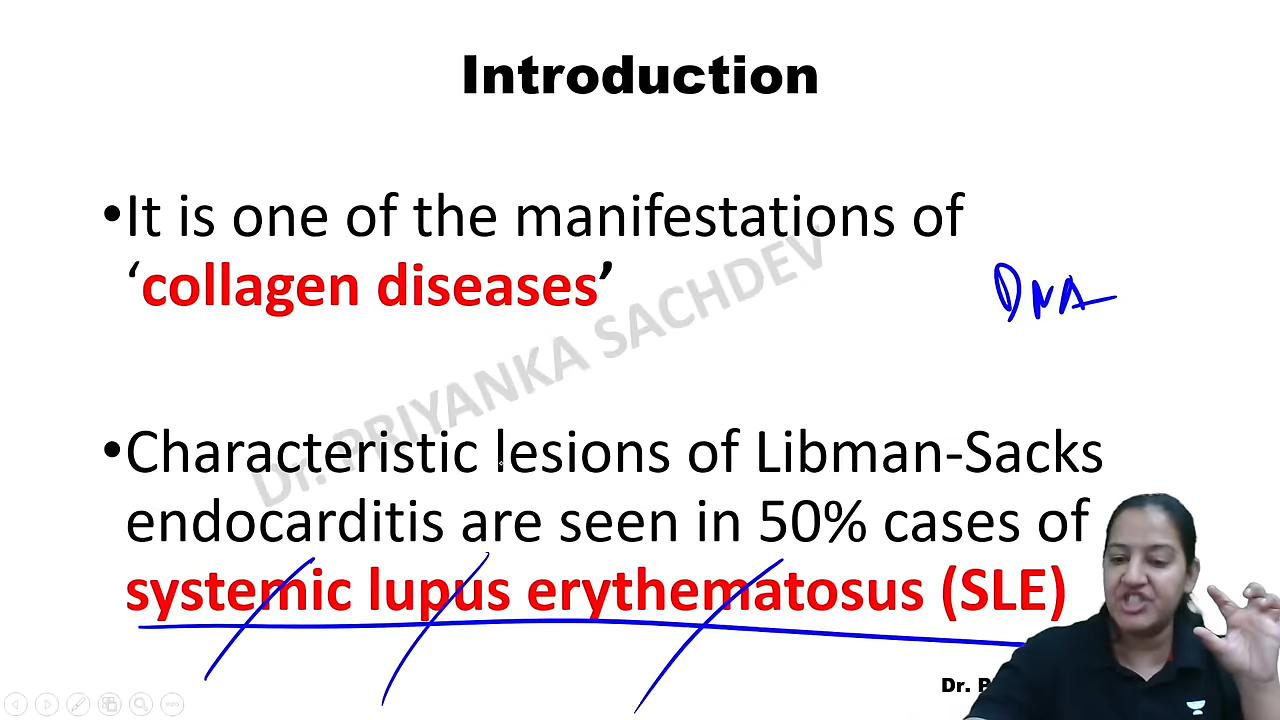 Introduction
•It is one of the manifestations of
‘collagen diseases’
DNA
Dr. PRIYANKA SACHDEV
•Characteristic lesions of Libman-Sacks
endocarditis are seen in 50% cases of
systemic lupus erythematosus (SLE)
Dr.